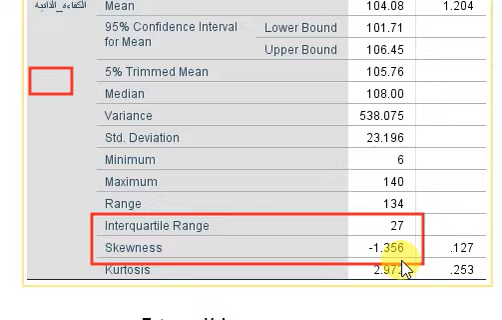 الكفاءة_الذاتية Mean 104.08 1.204
95% Confidence Interval for Mean Lower Bound 101.71
Upper Bound 106.45
5% Trimmed Mean 105.76
Median 108.00
Variance 538.075
Std. Deviation 23.196
Minimum 6
Maximum 140
Range 134
Interquartile Range 27
Skewness -1.356 .127
Kurtosis .253